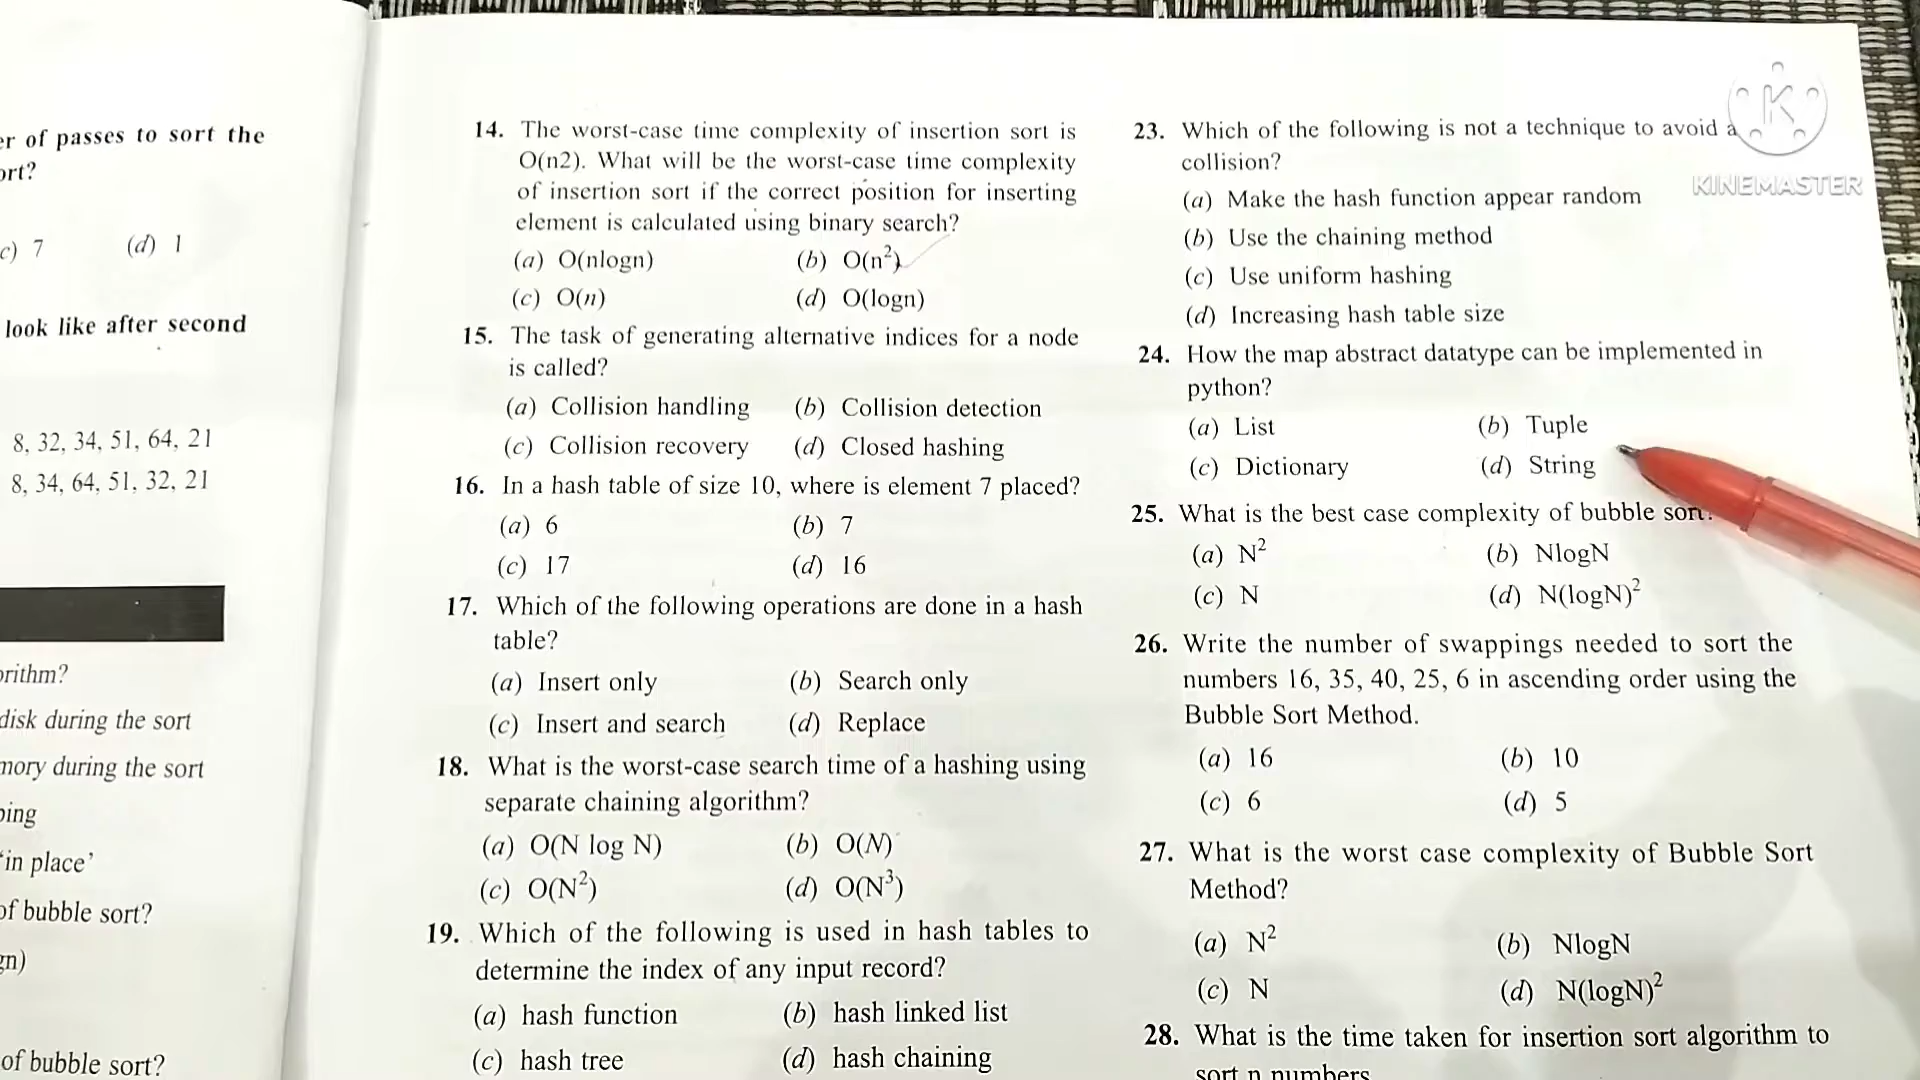 er of passes to sort the
ort?
c) 7 (d) 1
look like after second
8, 32, 34, 51, 64, 21
8, 34, 64, 51, 32, 21
orithm?
disk during the sort
mory during the sort
ping
'in place'
of bubble sort?
gn)
of bubble sort?
14. The worst-case time complexity of insertion sort is
O(n2). What will be the worst-case time complexity
of insertion sort if the correct position for inserting
element is calculated using binary search?
(a) O(nlogn) (b) O(n²)
(c) O(n) (d) O(logn)
15. The task of generating alternative indices for a node
is called?
(a) Collision handling (b) Collision detection
(c) Collision recovery (d) Closed hashing
16. In a hash table of size 10, where is element 7 placed?
(a) 6 (b) 7
(c) 17 (d) 16
17. Which of the following operations are done in a hash
table?
(a) Insert only (b) Search only
(c) Insert and search (d) Replace
18. What is the worst-case search time of a hashing using
separate chaining algorithm?
(a) O(N log N) (b) O(N)
(c) O(N²) (d) O(N³)
19. Which of the following is used in hash tables to
determine the index of any input record?
(a) hash function (b) hash linked list
(c) hash tree (d) hash chaining
23. Which of the following is not a technique to avoid a
collision?
(a) Make the hash function appear random
(b) Use the chaining method
(c) Use uniform hashing
(d) Increasing hash table size
24. How the map abstract datatype can be implemented in
python?
(a) List (b) Tuple
(c) Dictionary (d) String
25. What is the best case complexity of bubble sort?
(a) N² (b) NlogN
(c) N (d) N(logN)²
26. Write the number of swappings needed to sort the
numbers 16, 35, 40, 25, 6 in ascending order using the
Bubble Sort Method.
(a) 16 (b) 10
(c) 6 (d) 5
27. What is the worst case complexity of Bubble Sort
Method?
(a) N² (b) NlogN
(c) N (d) N(logN)²
28. What is the time taken for insertion sort algorithm to
sort n numbers
K
KINEMASTER